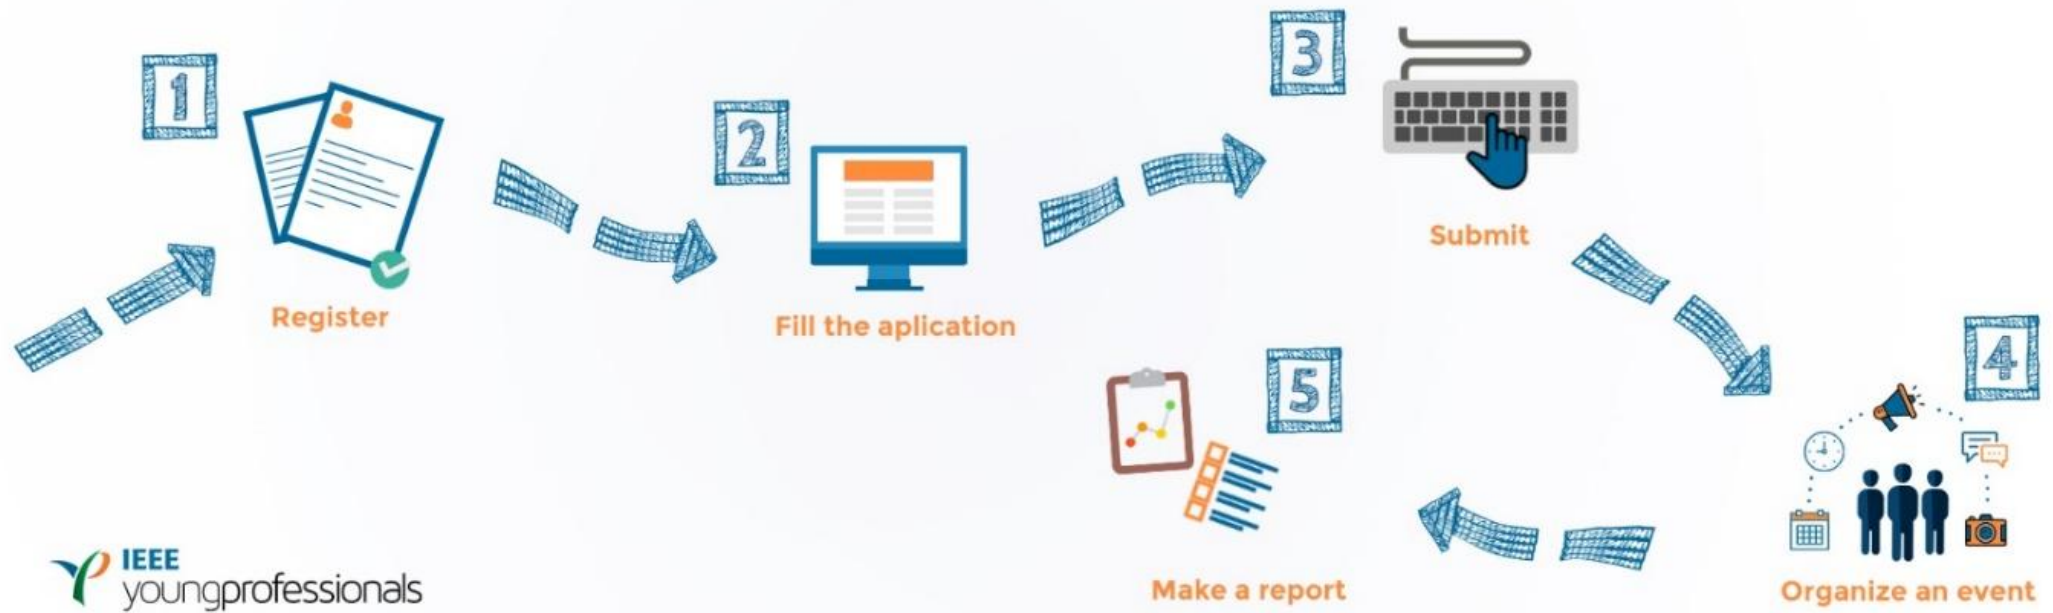 1
Register
2
Fill the aplication
3
Submit
4
Organize an event
5
Make a report
IEEE
youngprofessionals